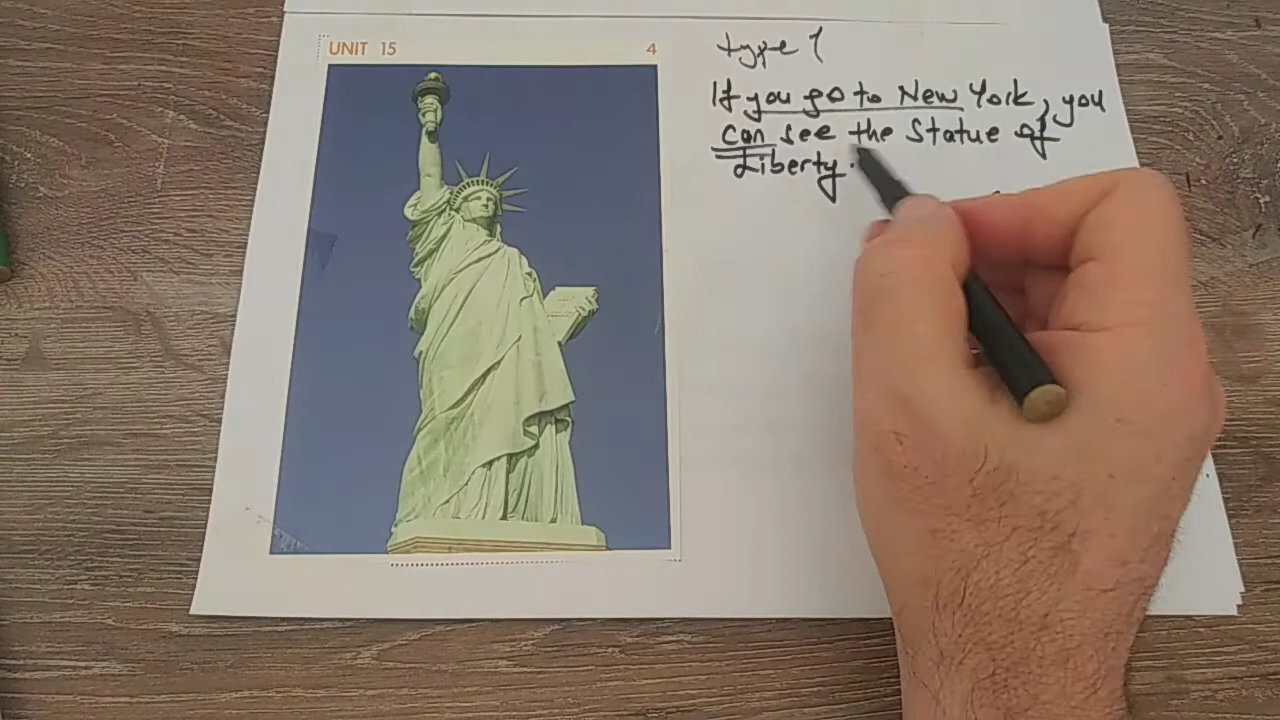 UNIT 15
4
type 1
If you go to New York, you
can see the Statue of
Liberty.